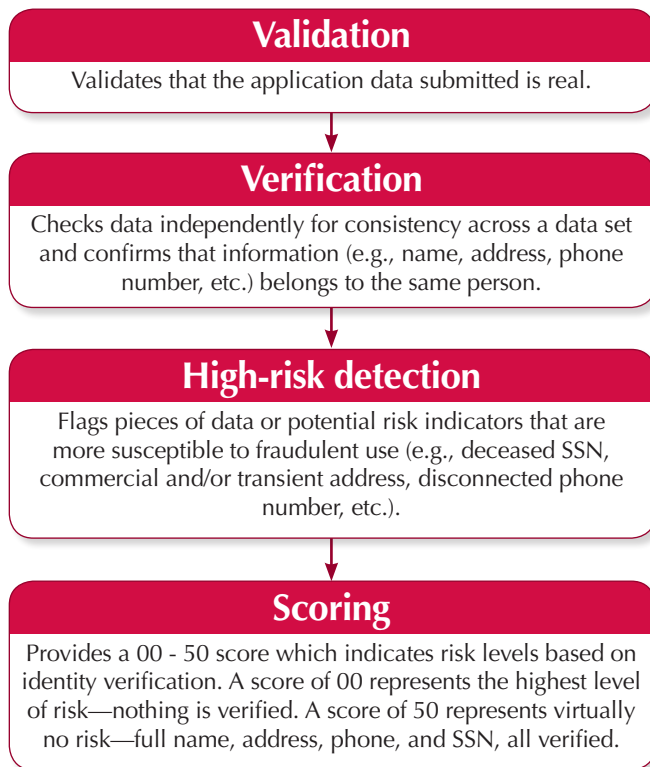 Validation
Validates that the application data submitted is real.
Verification
Checks data independently for consistency across a data set
and confirms that information (e.g., name, address, phone
number, etc.) belongs to the same person.
High-risk detection
Flags pieces of data or potential risk indicators that are
more susceptible to fraudulent use (e.g., deceased SSN,
commercial and/or transient address, disconnected phone
number, etc.).
Scoring
Provides a 00 - 50 score which indicates risk levels based on
identity verification. A score of 00 represents the highest level
of risk—nothing is verified. A score of 50 represents virtually
no risk—full name, address, phone, and SSN, all verified.